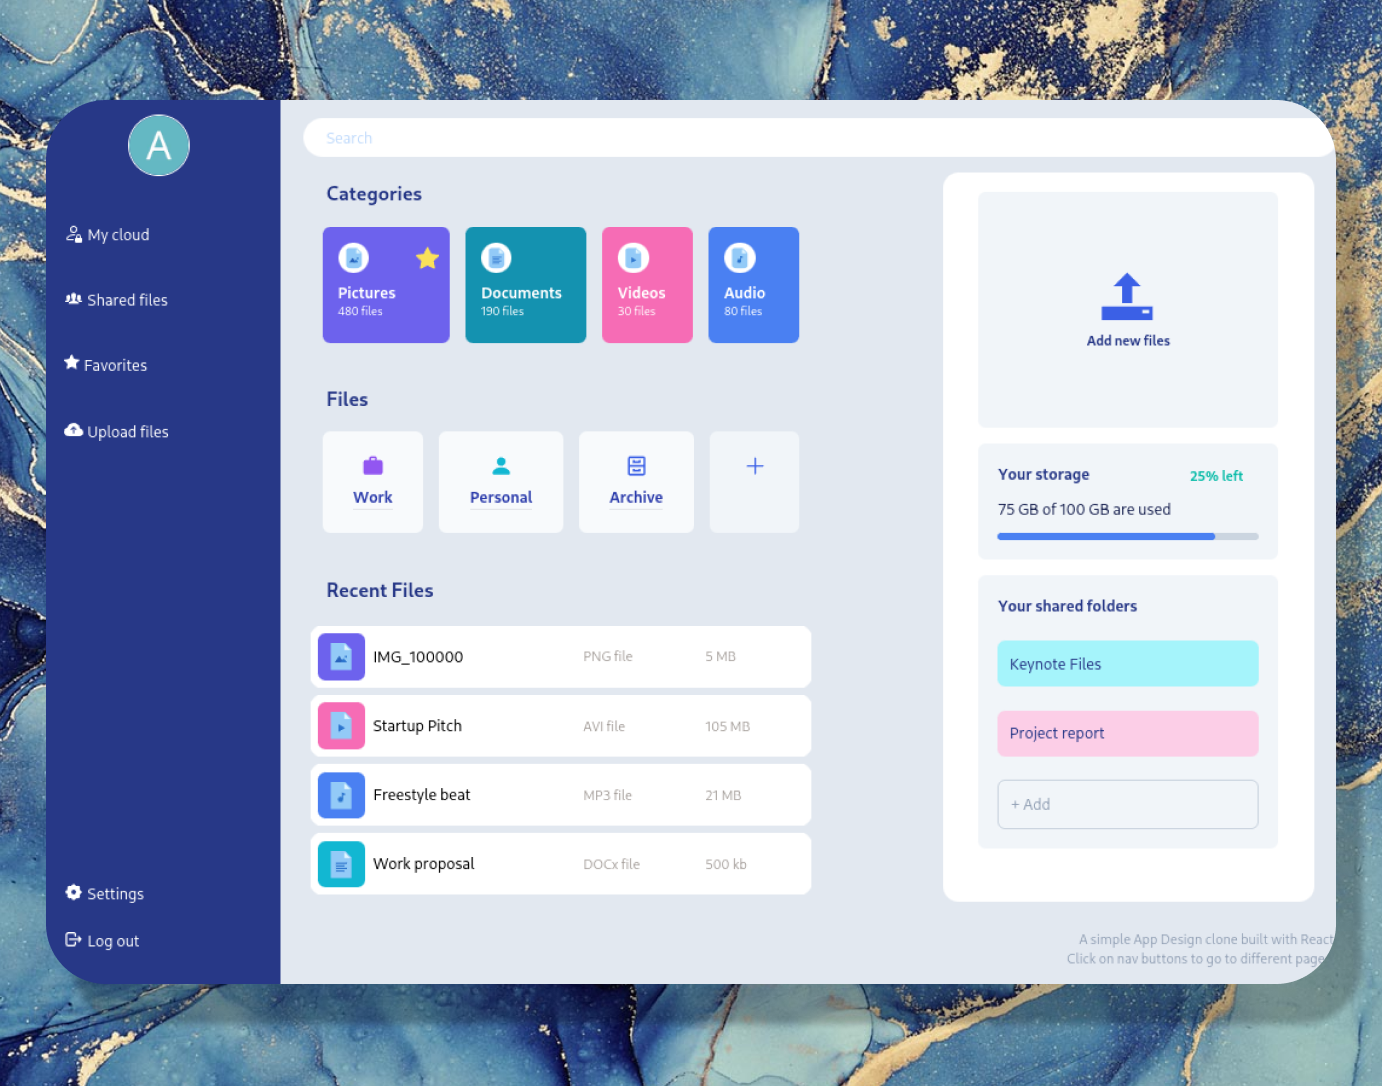 A
My cloud
Shared files
Favorites
Upload files
Settings
Log out
Search
Categories
Pictures
480 files
Documents
190 files
Videos
30 files
Audio
80 files
Files
Work
Personal
Archive
Recent Files
IMG_100000 PNG file 5 MB
Startup Pitch AVI file 105 MB
Freestyle beat MP3 file 21 MB
Work proposal DOCx file 500 kb
Add new files
Your storage 25% left
75 GB of 100 GB are used
Your shared folders
Keynote Files
Project report
+ Add
A simple App Design clone built with React
Click on nav buttons to go to different page